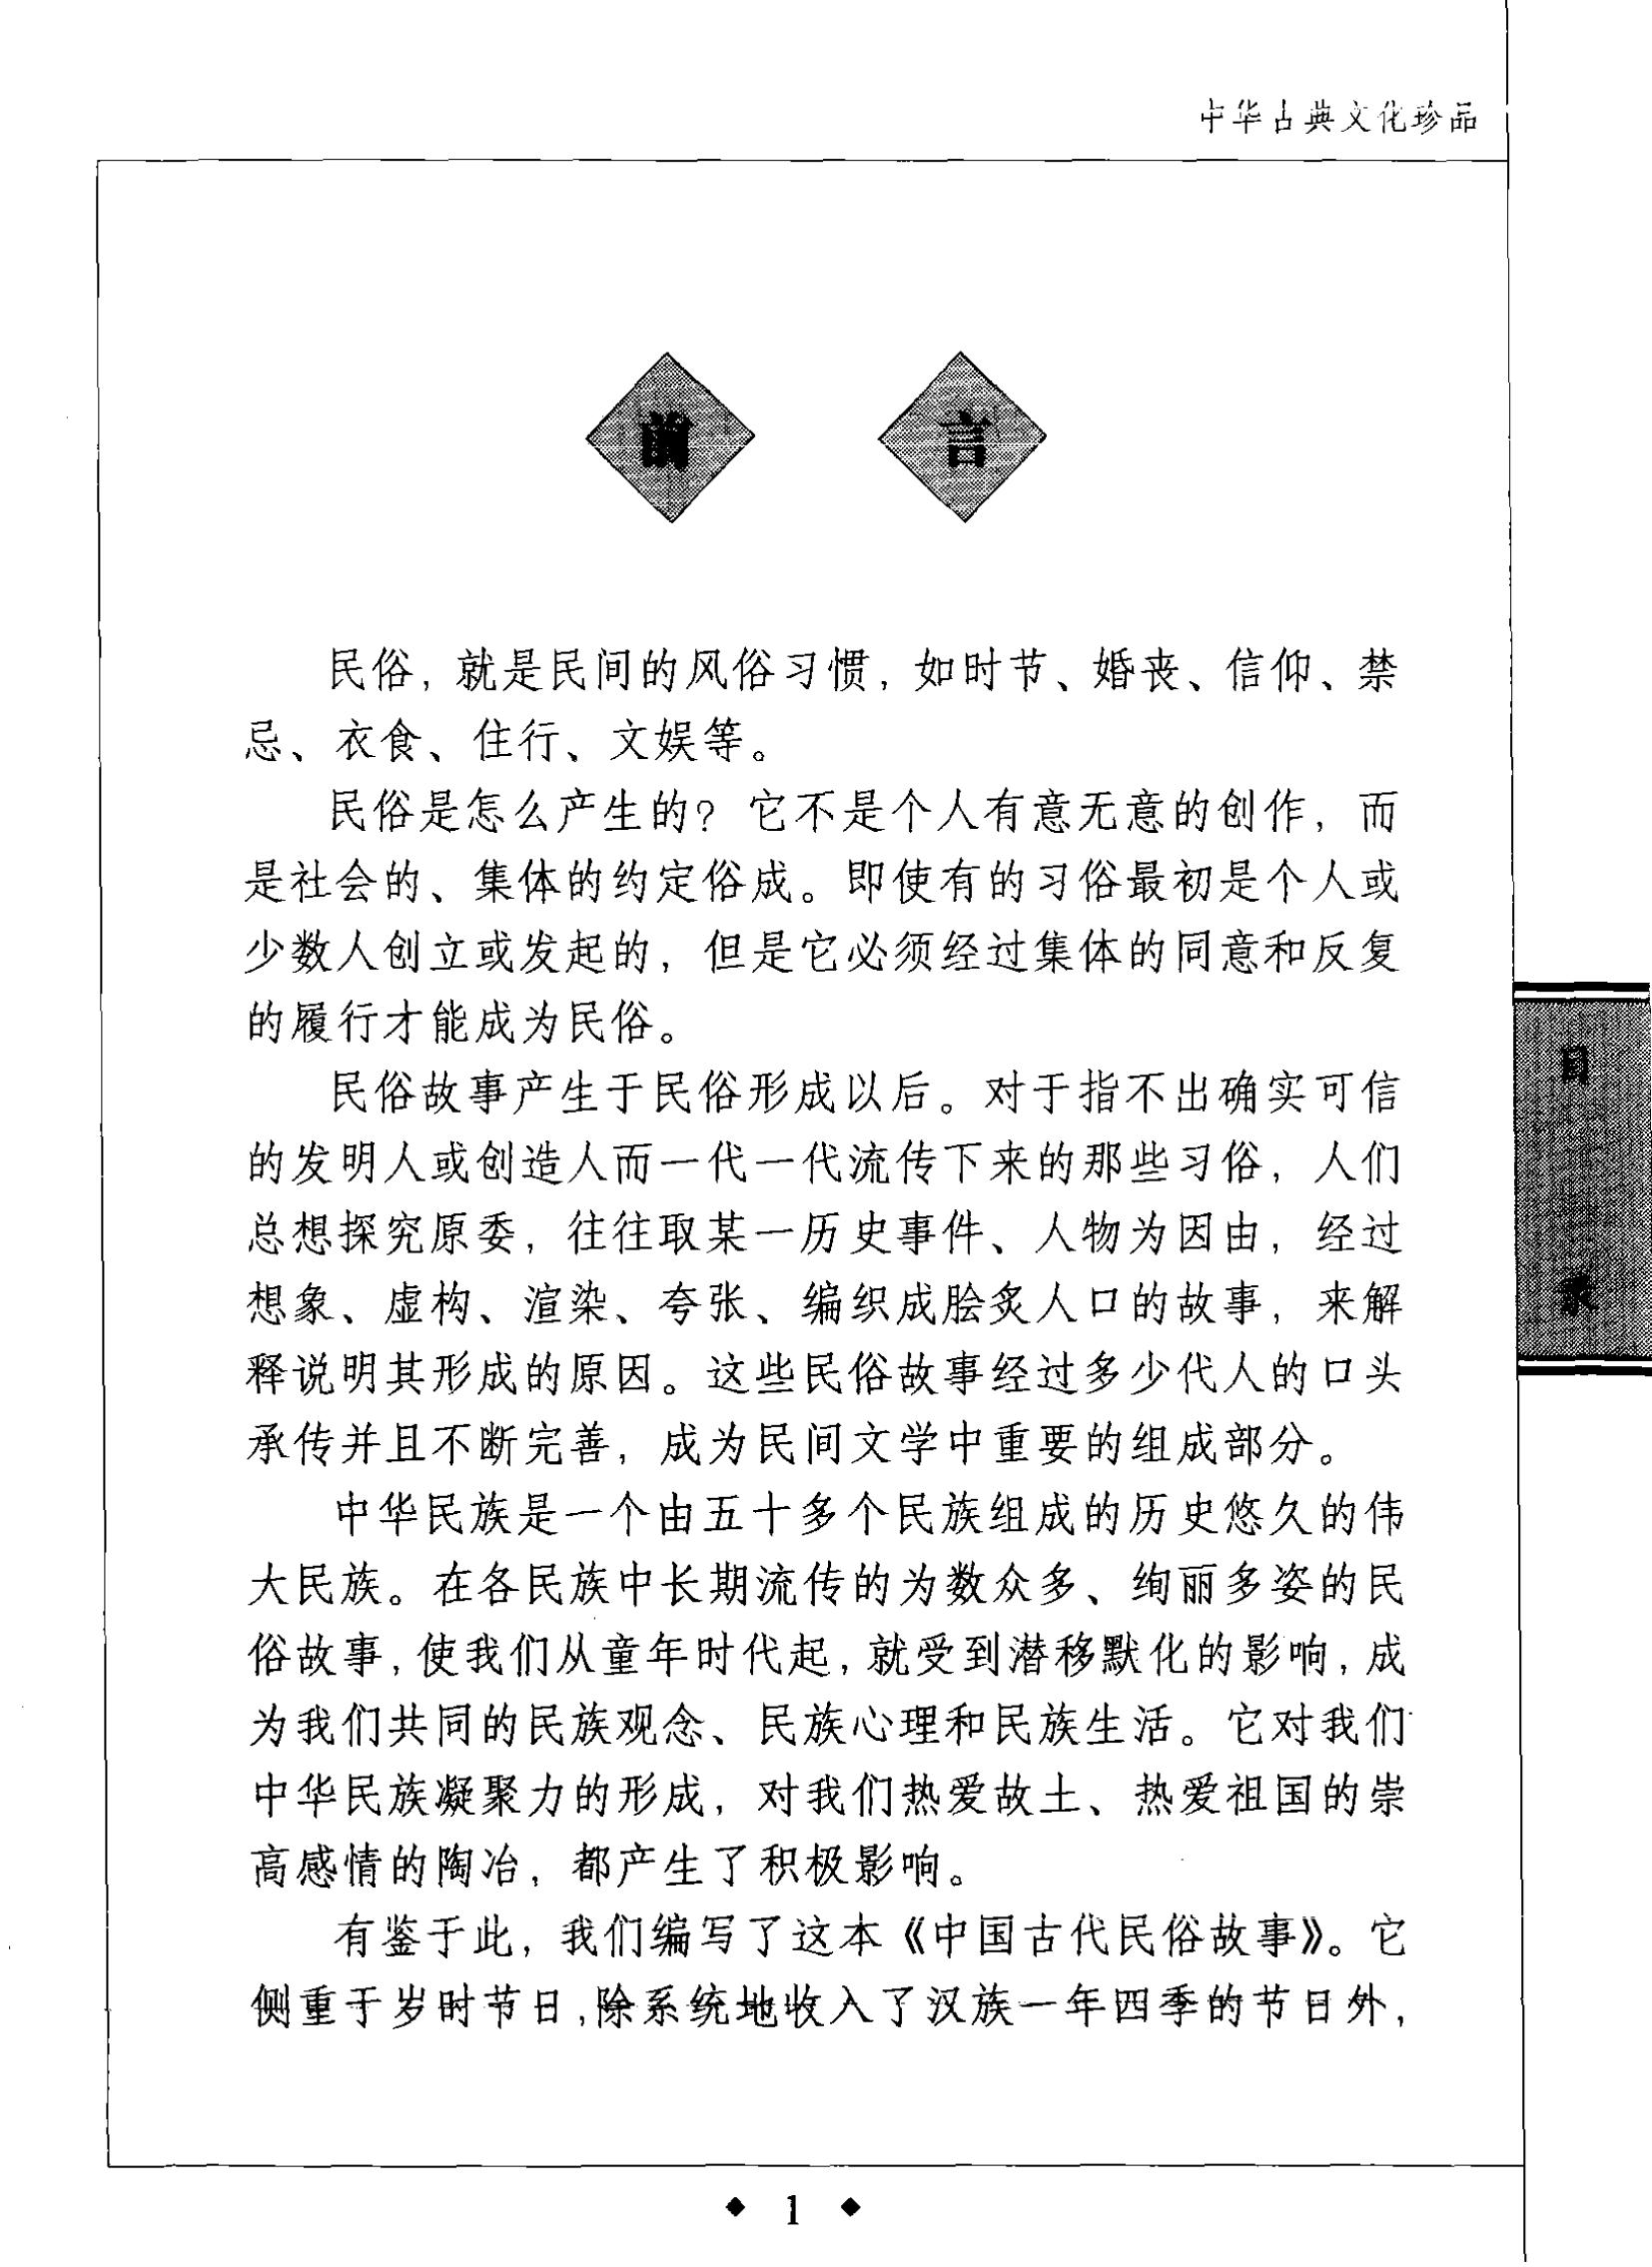 中华古典文化珍品
前言
民俗，就是民间的风俗习惯，如时节、婚丧、信仰、禁
忌、衣食、住行、文娱等。
民俗是怎么产生的？它不是个人有意无意的创作，而
是社会的、集体的约定俗成。即使有的习俗最初是个人或
少数人创立或发起的，但是它必须经过集体的同意和反复
的履行才能成为民俗。
民俗故事产生于民俗形成以后。对于指不出确实可信
的发明人或创造人而一代一代流传下来的那些习俗，人们
总想探究原委，往往取某一历史事件、人物为因由，经过
想象、虚构、渲染、夸张、编织成脍炙人口的故事，来解
释说明其形成的原因。这些民俗故事经过多少代人的口头
承传并且不断完善，成为民间文学中重要的组成部分。
中华民族是一个由五十多个民族组成的历史悠久的伟
大民族。在各民族中长期流传的为数众多、绚丽多姿的民
俗故事，使我们从童年时代起，就受到潜移默化的影响，成
为我们共同的民族观念、民族心理和民族生活。它对我们
中华民族凝聚力的形成，对我们热爱故土、热爱祖国的崇
高感情的陶冶，都产生了积极影响。
有鉴于此，我们编写了这本《中国古代民俗故事》。它
侧重于岁时节日，除系统地收入了汉族一年四季的节日外，
目录
◆ 1 ◆